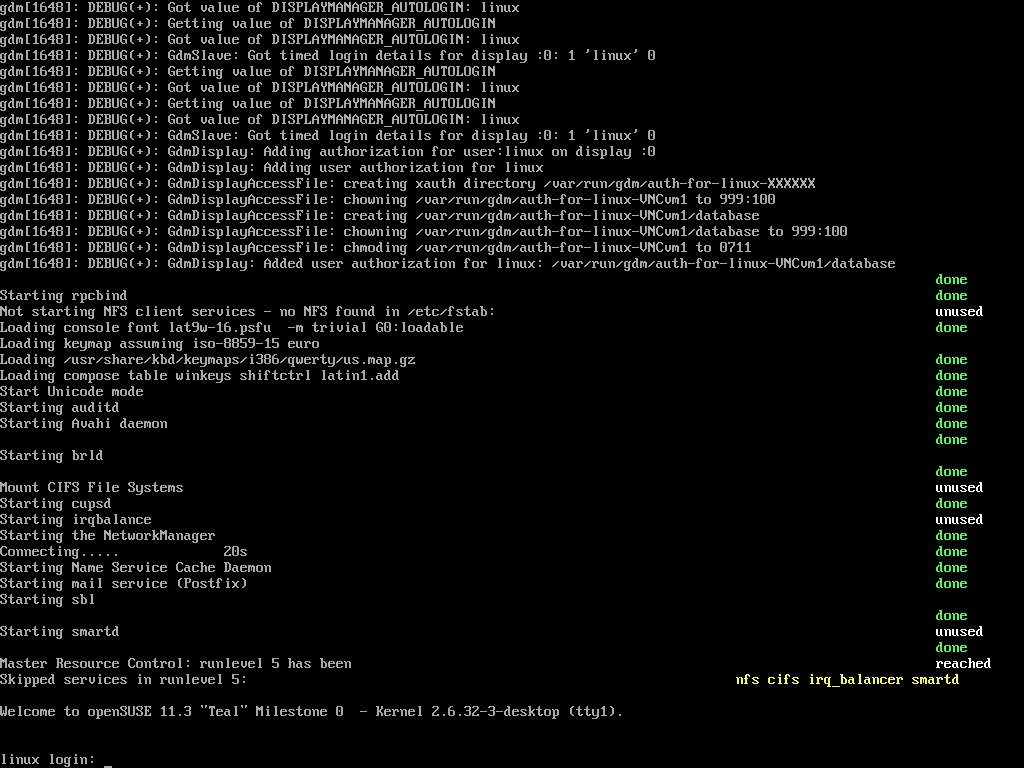 gdm[1648]: DEBUG(+): Got value of DISPLAYMANAGER_AUTOLOGIN: linux
gdm[1648]: DEBUG(+): Getting value of DISPLAYMANAGER_AUTOLOGIN
gdm[1648]: DEBUG(+): Got value of DISPLAYMANAGER_AUTOLOGIN: linux
gdm[1648]: DEBUG(+): GdmSlave: Got timed login details for display :0: 1 'linux' 0
gdm[1648]: DEBUG(+): Getting value of DISPLAYMANAGER_AUTOLOGIN
gdm[1648]: DEBUG(+): Got value of DISPLAYMANAGER_AUTOLOGIN: linux
gdm[1648]: DEBUG(+): Getting value of DISPLAYMANAGER_AUTOLOGIN
gdm[1648]: DEBUG(+): Got value of DISPLAYMANAGER_AUTOLOGIN: linux
gdm[1648]: DEBUG(+): GdmSlave: Got timed login details for display :0: 1 'linux' 0
gdm[1648]: DEBUG(+): GdmDisplay: Adding authorization for user:linux on display :0
gdm[1648]: DEBUG(+): GdmDisplay: Adding user authorization for linux
gdm[1648]: DEBUG(+): GdmDisplayAccessFile: creating xauth directory /var/run/gdm/auth-for-linux-XXXXXX
gdm[1648]: DEBUG(+): GdmDisplayAccessFile: chowning /var/run/gdm/auth-for-linux-VNCvm1 to 999:100
gdm[1648]: DEBUG(+): GdmDisplayAccessFile: creating /var/run/gdm/auth-for-linux-VNCvm1/database
gdm[1648]: DEBUG(+): GdmDisplayAccessFile: chowning /var/run/gdm/auth-for-linux-VNCvm1/database to 999:100
gdm[1648]: DEBUG(+): GdmDisplayAccessFile: chmoding /var/run/gdm/auth-for-linux-VNCvm1 to 0711
gdm[1648]: DEBUG(+): GdmDisplay: Added user authorization for linux: /var/run/gdm/auth-for-linux-VNCvm1/database
done
Starting rpcbind done
Not starting NFS client services - no NFS found in /etc/fstab: unused
Loading console font lat9w-16.psfu  -m trivial G0:loadable done
Loading keymap assuming iso-8859-15 euro
Loading /usr/share/kbd/keymaps/i386/qwerty/us.map.gz done
Loading compose table winkeys shiftctrl latin1.add done
Start Unicode mode done
Starting auditd done
Starting Avahi daemon done
done
Starting brld
done
Mount CIFS File Systems unused
Starting cupsd done
Starting irqbalance unused
Starting the NetworkManager done
Connecting..... 20s done
Starting Name Service Cache Daemon done
Starting mail service (Postfix) done
Starting sbl
done
Starting smartd unused
done
Master Resource Control: runlevel 5 has been reached
Skipped services in runlevel 5: nfs cifs irq_balancer smartd
Welcome to openSUSE 11.3 "Teal" Milestone 0  - Kernel 2.6.32-3-desktop (tty1).
linux login: _